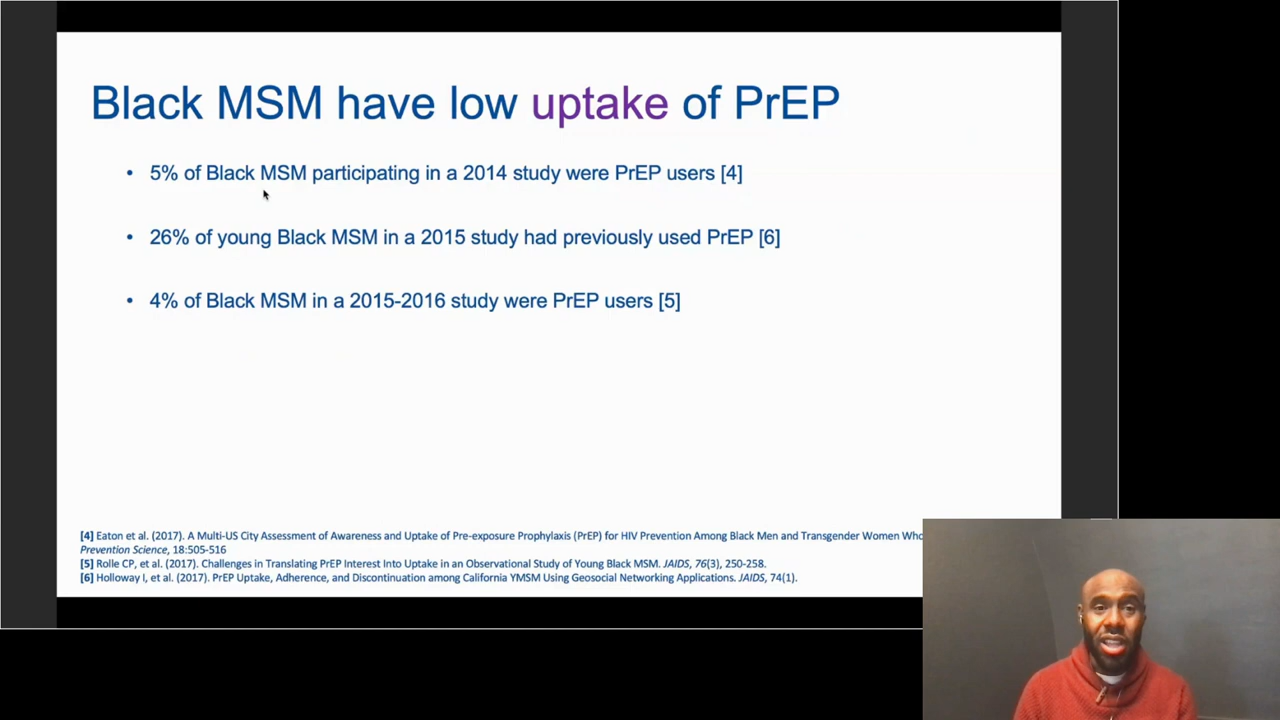 Black MSM have low uptake of PrEP
• 5% of Black MSM participating in a 2014 study were PrEP users [4]
• 26% of young Black MSM in a 2015 study had previously used PrEP [6]
• 4% of Black MSM in a 2015-2016 study were PrEP users [5]
[4] Eaton et al. (2017). A Multi-US City Assessment of Awareness and Uptake of Pre-exposure Prophylaxis (PrEP) for HIV Prevention Among Black Men and Transgender Women Who
Prevention Science, 18:505-516
[5] Rolle CP, et al. (2017). Challenges in Translating PrEP Interest Into Uptake in an Observational Study of Young Black MSM. JAIDS, 76(3), 250-258.
[6] Holloway I, et al. (2017). PrEP Uptake, Adherence, and Discontinuation among California YMSM Using Geosocial Networking Applications. JAIDS, 74(1).